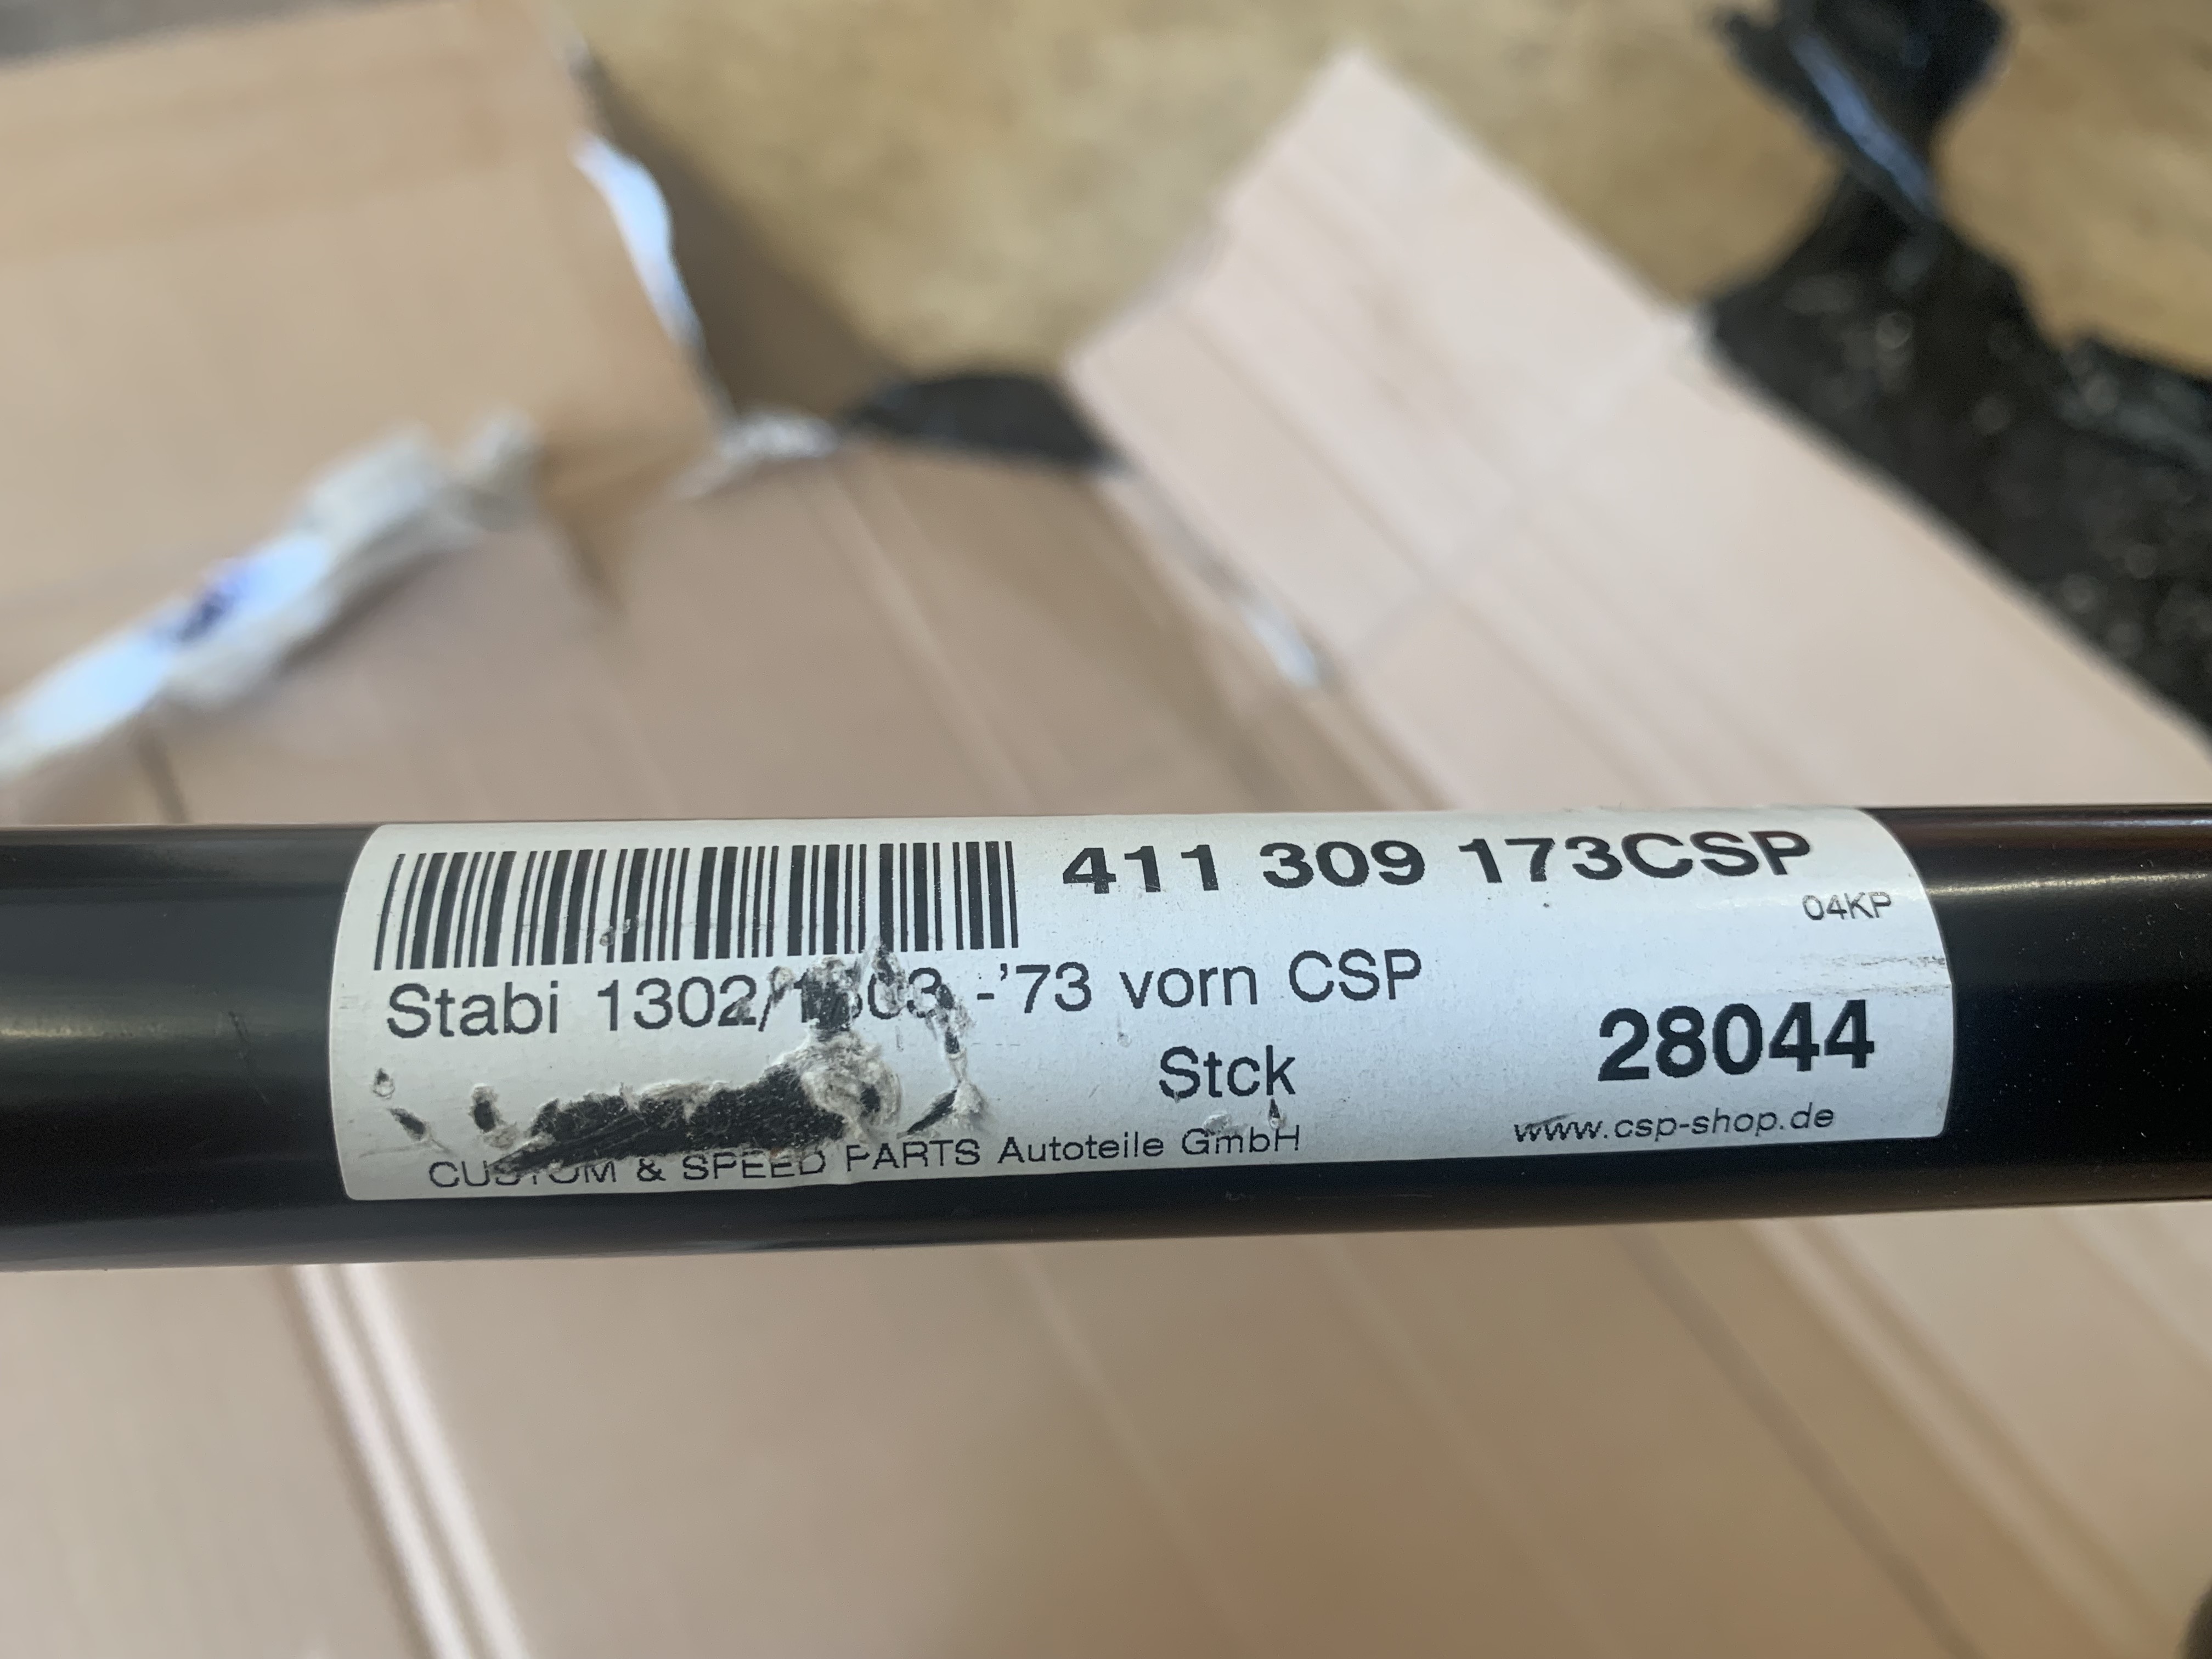 411 309 173CSP
04KP
Stabi 1302/1303 -'73 vorn CSP
Stck
28044
CUSTOM & SPEED PARTS Autoteile GmbH
www.csp-shop.de